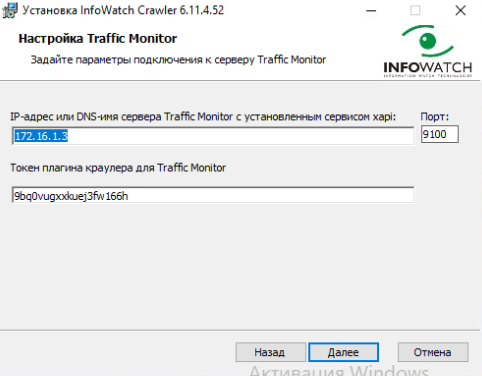 Установка InfoWatch Crawler 6.11.4.52
Настройка Traffic Monitor
Задайте параметры подключения к серверу Traffic Monitor
INFOWATCH
INFORMATION WATCH TECHNOLOGIES
IP-адрес или DNS-имя сервера Traffic Monitor с установленным сервисом xapi:
Порт:
172.16.1.3
9100
Токен плагина краулера для Traffic Monitor
9bq0vugxxkuej3fw166h
Назад
Далее
Отмена
Активация Windows